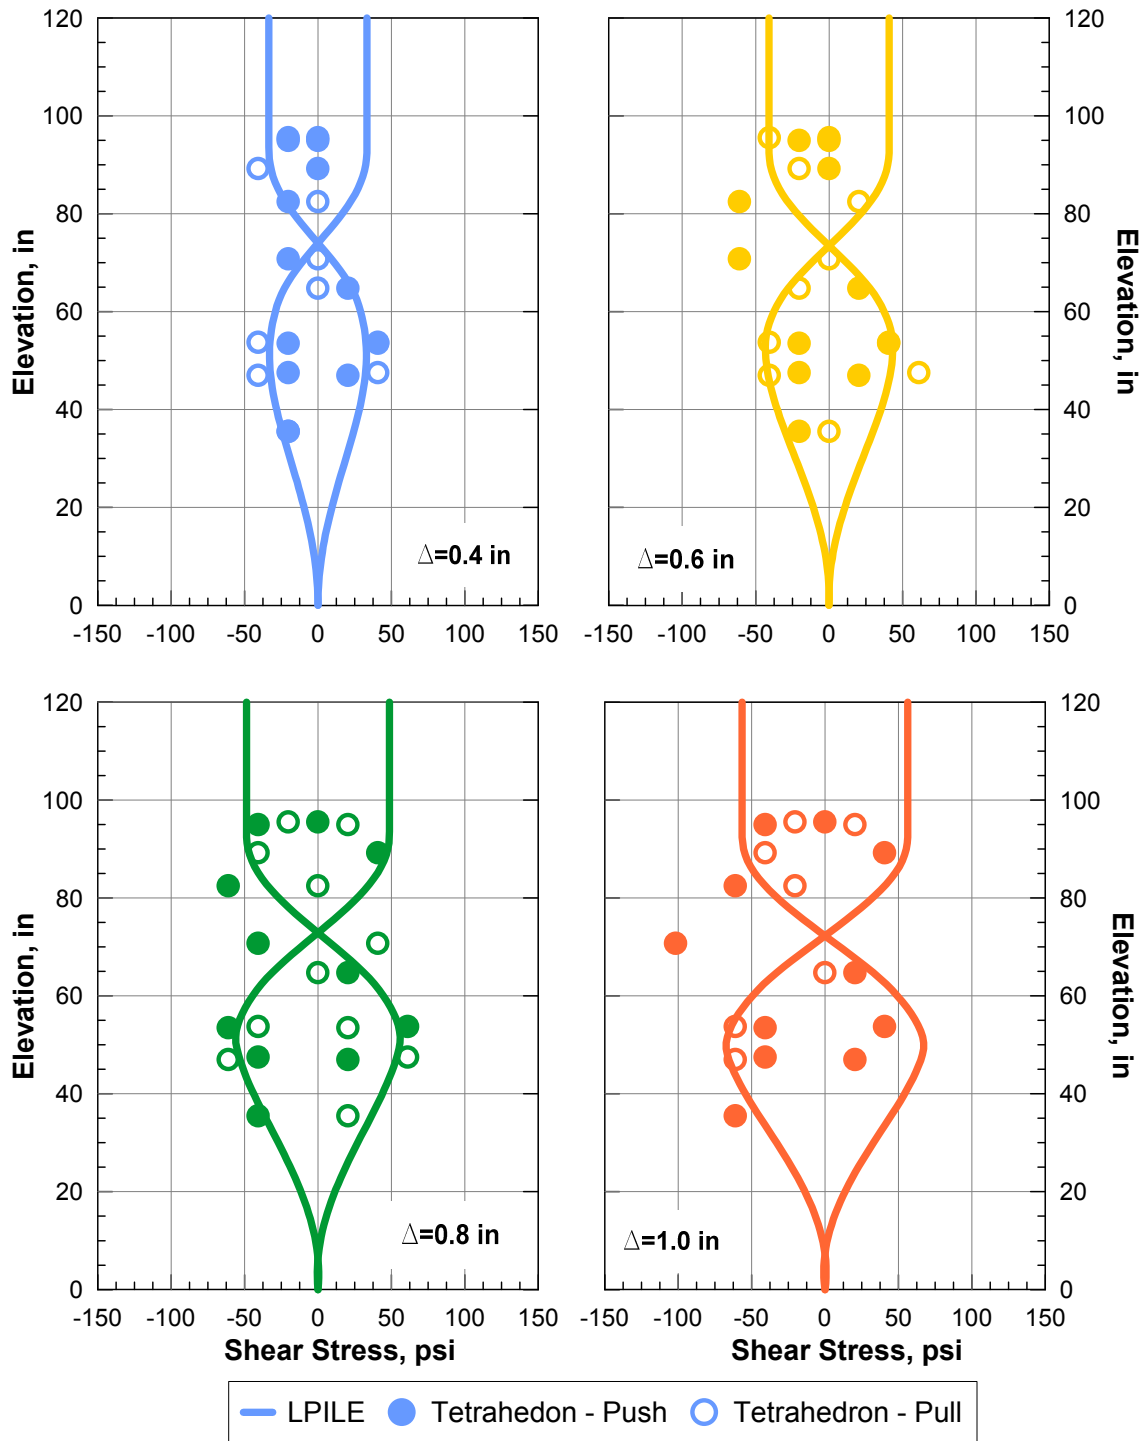 120
100
80
60
40
20
0
-150 -100 -50 0 50 100 150
Elevation, in
Δ=0.4 in
120
100
80
60
40
20
0
-150 -100 -50 0 50 100 150
Elevation, in
Δ=0.6 in
120
100
80
60
40
20
0
-150 -100 -50 0 50 100 150
Elevation, in
Shear Stress, psi
Δ=0.8 in
120
100
80
60
40
20
0
-150 -100 -50 0 50 100 150
Elevation, in
Shear Stress, psi
Δ=1.0 in
LPILE Tetrahedon - Push Tetrahedron - Pull